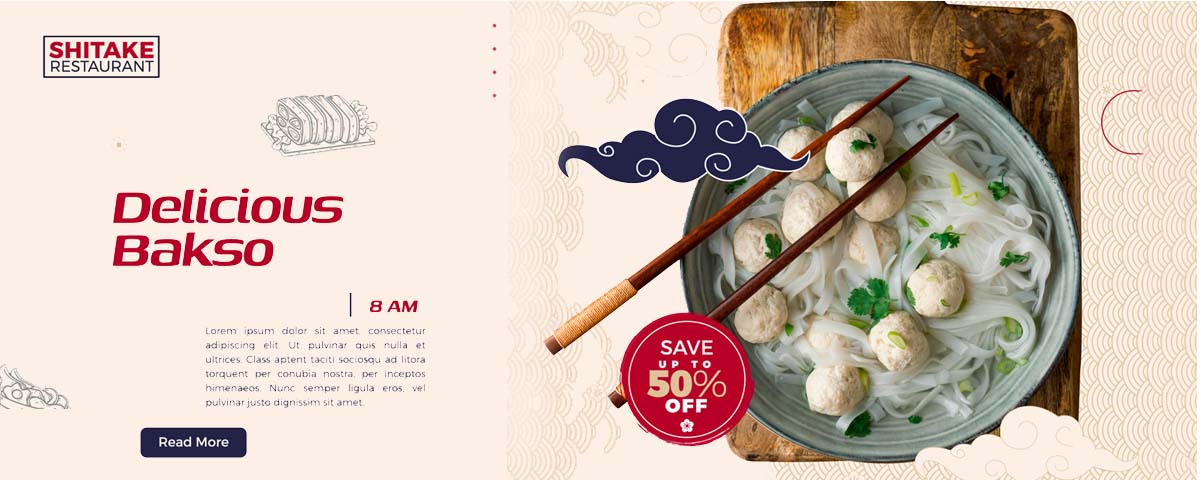 SHITAKE
RESTAURANT
Delicious
Bakso
8 AM
Lorem ipsum dolor sit amet, consectetur
adipiscing elit. Ut pulvinar quis nulla et
ultrices. Class aptent taciti sociosqu ad litora
torquent per conubia nostra, per inceptos
himenaeos. Nunc semper ligula eros, vel
pulvinar justo dignissim sit amet.
Read More
SAVE
UP TO
50%
OFF